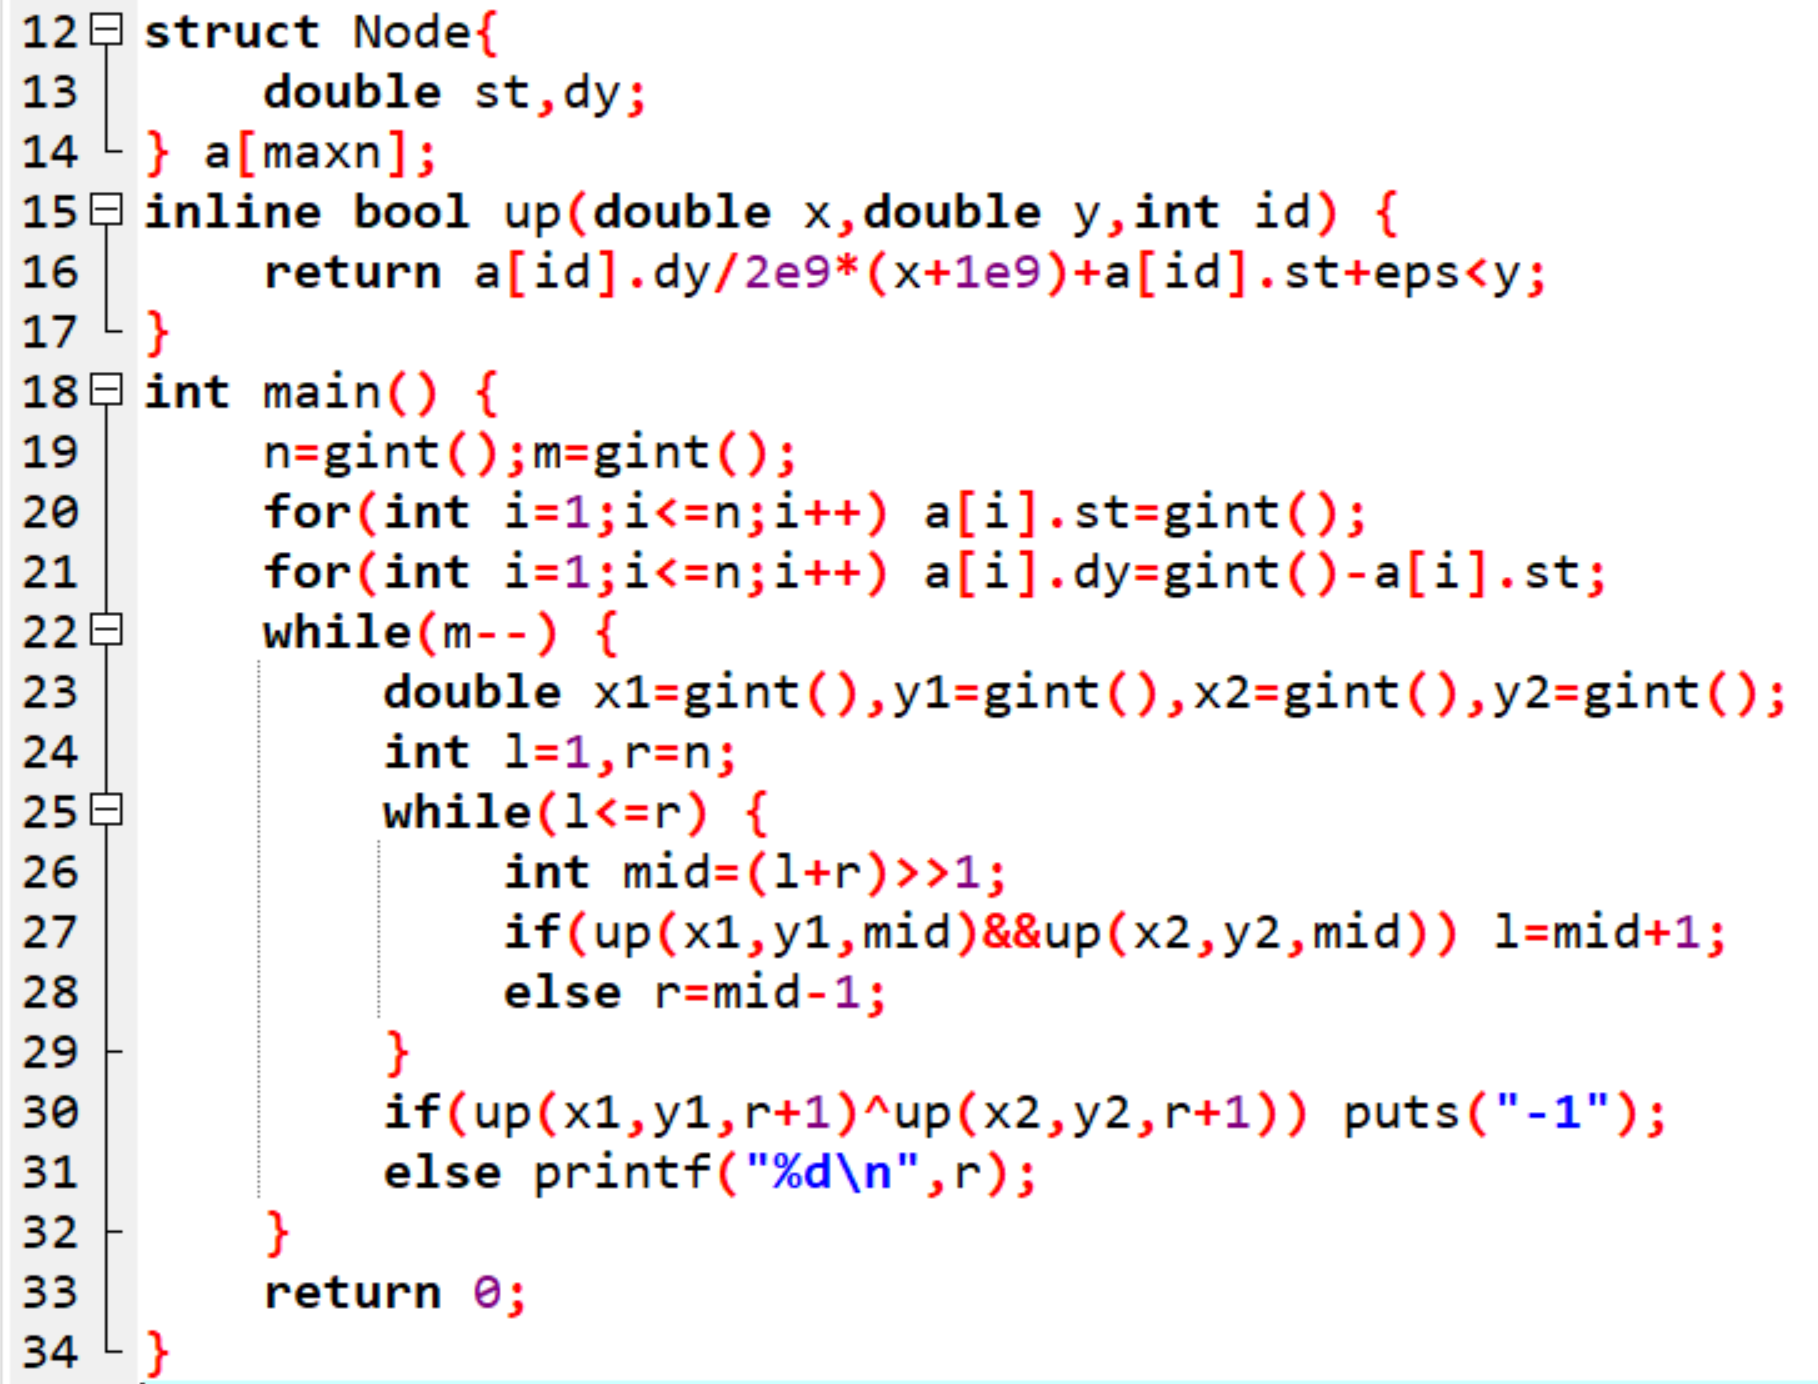 12 struct Node{
13     double st,dy;
14 } a[maxn];
15 inline bool up(double x,double y,int id) {
16     return a[id].dy/2e9*(x+1e9)+a[id].st+eps<y;
17 }
18 int main() {
19     n=gint();m=gint();
20     for(int i=1;i<=n;i++) a[i].st=gint();
21     for(int i=1;i<=n;i++) a[i].dy=gint()-a[i].st;
22     while(m--) {
23         double x1=gint(),y1=gint(),x2=gint(),y2=gint();
24         int l=1,r=n;
25         while(l<=r) {
26             int mid=(l+r)>>1;
27             if(up(x1,y1,mid)&&up(x2,y2,mid)) l=mid+1;
28             else r=mid-1;
29         }
30         if(up(x1,y1,r+1)^up(x2,y2,r+1)) puts("-1");
31         else printf("%d\n",r);
32     }
33     return 0;
34 }